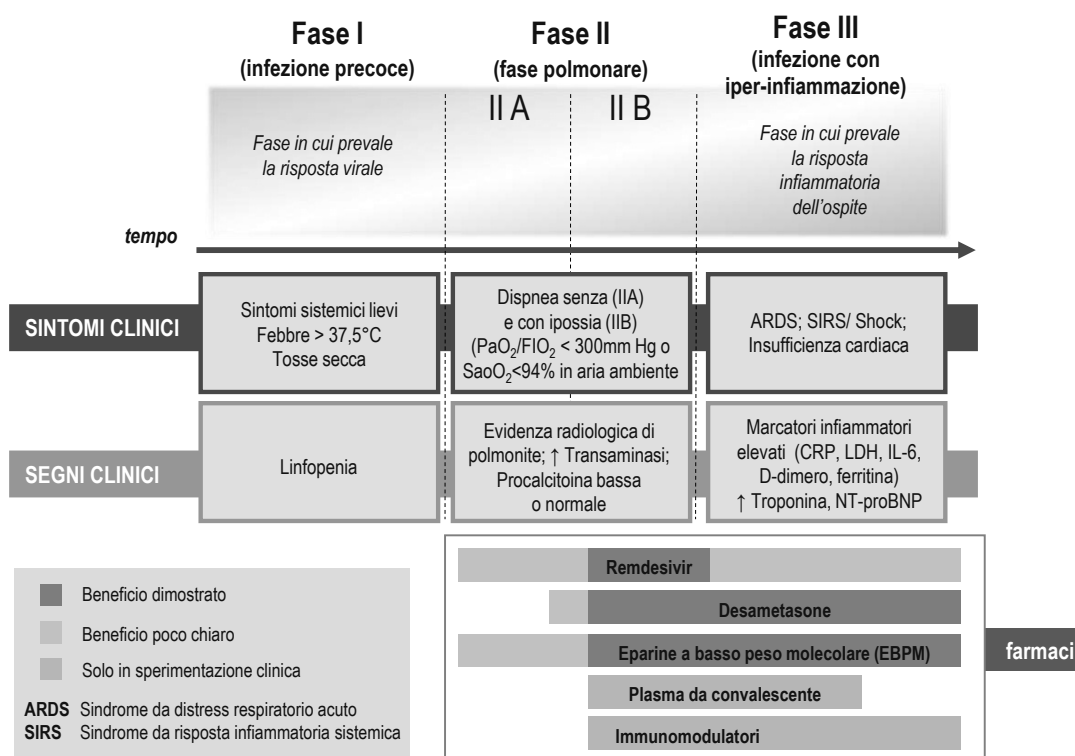 Fase I
(infezione precoce)
Fase II
(fase polmonare)
Fase III
(infezione con
iper-infiammazione)
II A
II B
Fase in cui prevale
la risposta virale
Fase in cui prevale
la risposta
infiammatoria
dell'ospite
tempo
SINTOMI CLINICI
Sintomi sistemici lievi
Febbre > 37,5°C
Tosse secca
Dispnea senza (IIA)
e con ipossia (IIB)
(PaO₂/FIO₂ < 300mm Hg o
SaoO₂<94% in aria ambiente
ARDS; SIRS/ Shock;
Insufficienza cardiaca
SEGNI CLINICI
Linfopenia
Evidenza radiologica di
polmonite; ↑ Transaminasi;
Procalcitoina bassa
o normale
Marcatori infiammatori
elevati (CRP, LDH, IL-6,
D-dimero, ferritina)
↑ Troponina, NT-proBNP
Beneficio dimostrato
Beneficio poco chiaro
Solo in sperimentazione clinica
ARDS Sindrome da distress respiratorio acuto
SIRS Sindrome da risposta infiammatoria sistemica
Remdesivir
Desametasone
Eparine a basso peso molecolare (EBPM)
Plasma da convalescente
Immunomodulatori
farmaci